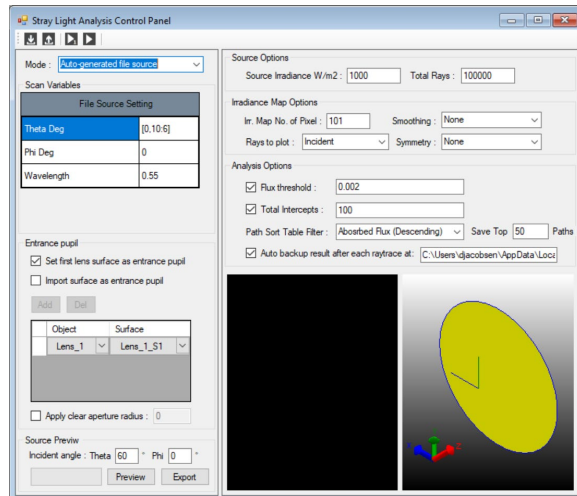 Stray Light Analysis Control Panel
Mode : Auto-generated file source
Scan Variables
File Source Setting
Theta Deg [0,10:6]
Phi Deg 0
Wavelength 0.55
Entrance pupil
Set first lens surface as entrance pupil
Import surface as entrance pupil
Add Del
Object Surface
Lens_1 Lens_1_S1
Apply clear aperture radius : 0
Source Preview
Incident angle : Theta 60 ° Phi 0 °
Preview Export
Source Options
Source Irradiance W/m2 : 1000 Total Rays : 100000
Irradiance Map Options
Irr. Map No. of Pixel : 101 Smoothing : None
Rays to plot : Incident Symmetry : None
Analysis Options
Flux threshold : 0.002
Total Intercepts : 100
Path Sort Table Filter : Abosrbed Flux (Descending) Save Top 50 Paths
Auto backup result after each raytrace at: C:\Users\djacobsen\AppData\Loca